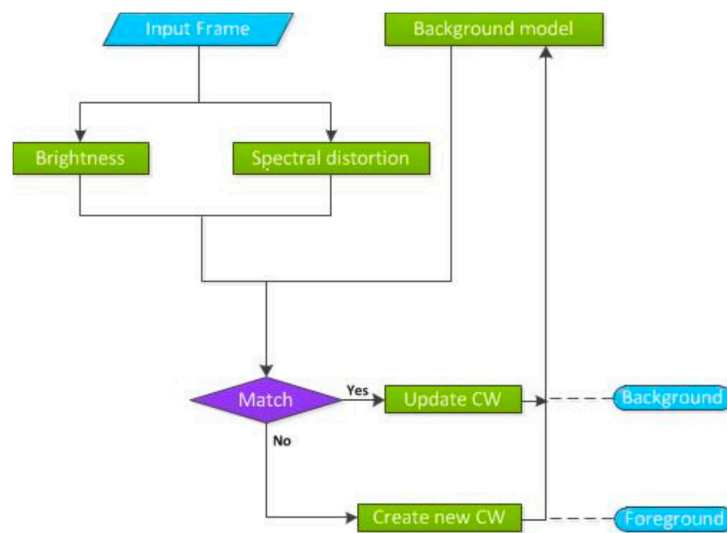 Input Frame
Background model
Brightness
Spectral distortion
Match
Yes
Update CW
Background
No
Create new CW
Foreground